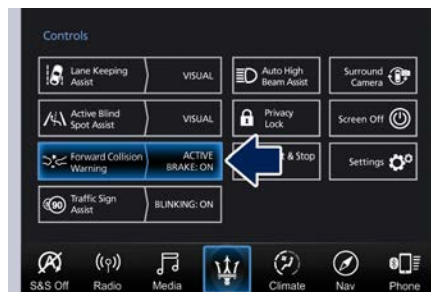 Controls
Lane Keeping
Assist
VISUAL
Auto High
Beam Assist
Surround
Camera
Active Blind
Spot Assist
VISUAL
Privacy
Lock
Screen Off
Forward Collision
Warning
ACTIVE
BRAKE: ON
& Stop
Settings
90
Traffic Sign
Assist
BLINKING: ON
S&S Off
Radio
Media
Climate
Nav
Phone